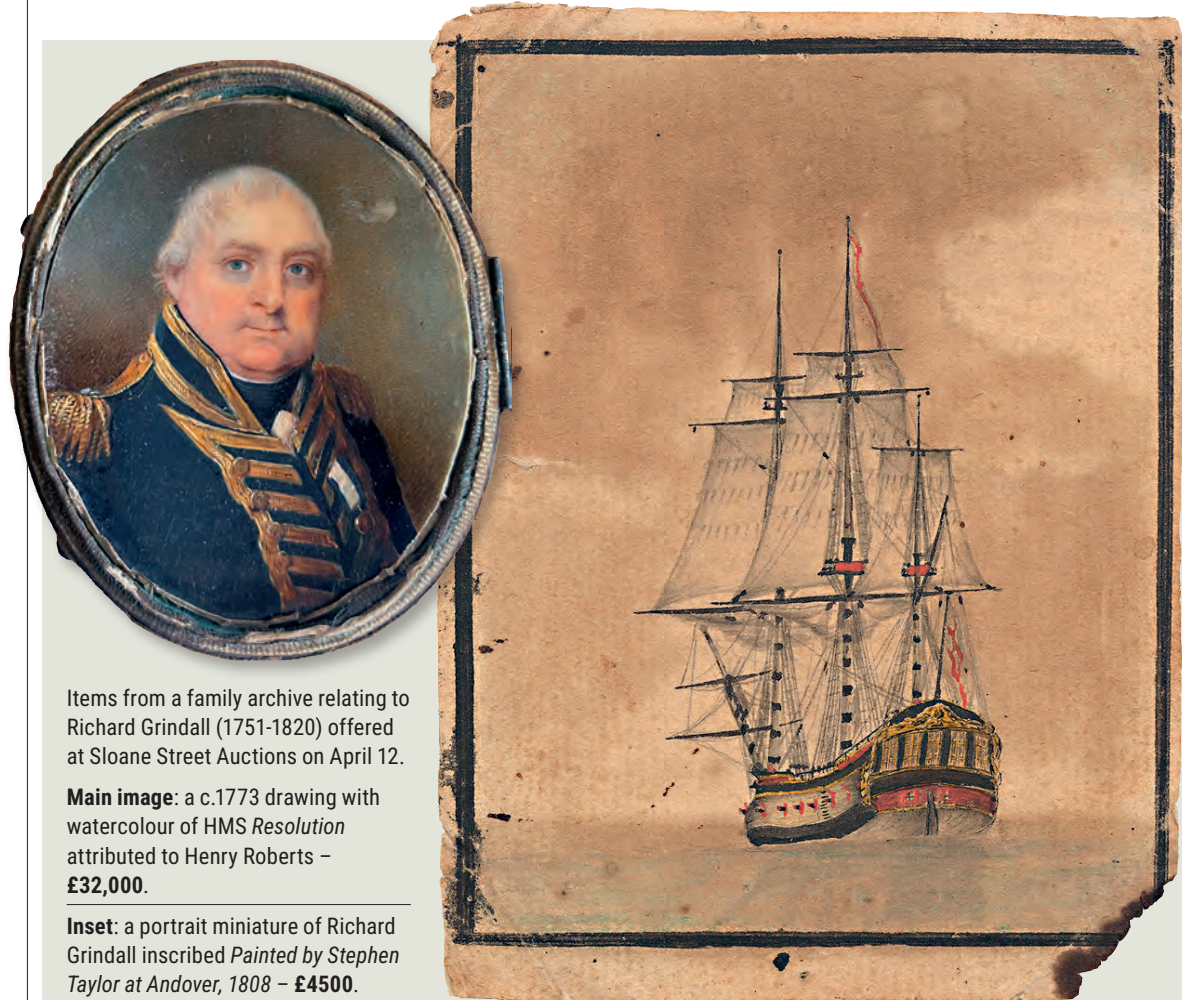 Items from a family archive relating to
Richard Grindall (1751-1820) offered
at Sloane Street Auctions on April 12.
Main image: a c.1773 drawing with
watercolour of HMS Resolution
attributed to Henry Roberts –
£32,000.
Inset: a portrait miniature of Richard
Grindall inscribed Painted by Stephen
Taylor at Andover, 1808 – £4500.